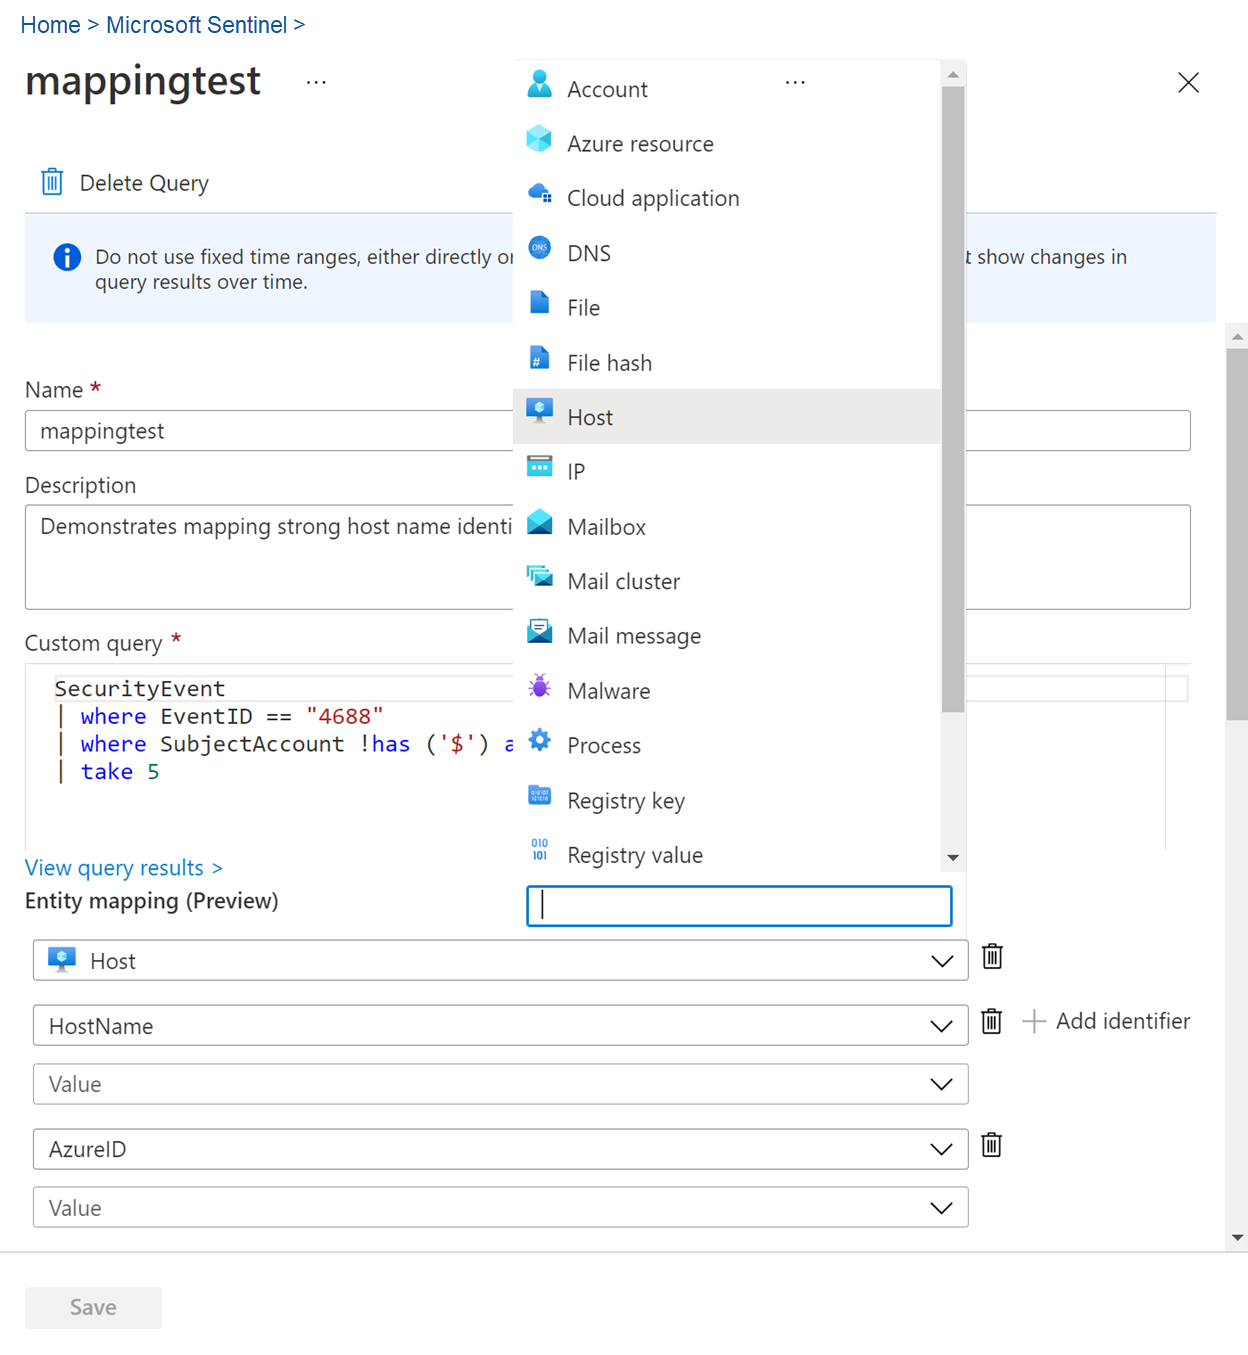 Home > Microsoft Sentinel >
mappingtest ... ...
Delete Query
Do not use fixed time ranges, either directly or
t show changes in
query results over time.
Name *
mappingtest
Description
Demonstrates mapping strong host name identi
Custom query *
SecurityEvent
| where EventID == "4688"
| where SubjectAccount !has ('$') a
| take 5
View query results >
Entity mapping (Preview)
Account
Azure resource
Cloud application
DNS
File
File hash
Host
IP
Mailbox
Mail cluster
Mail message
Malware
Process
Registry key
010
101
Registry value
Host
HostName
+ Add identifier
Value
AzureID
Value
Save